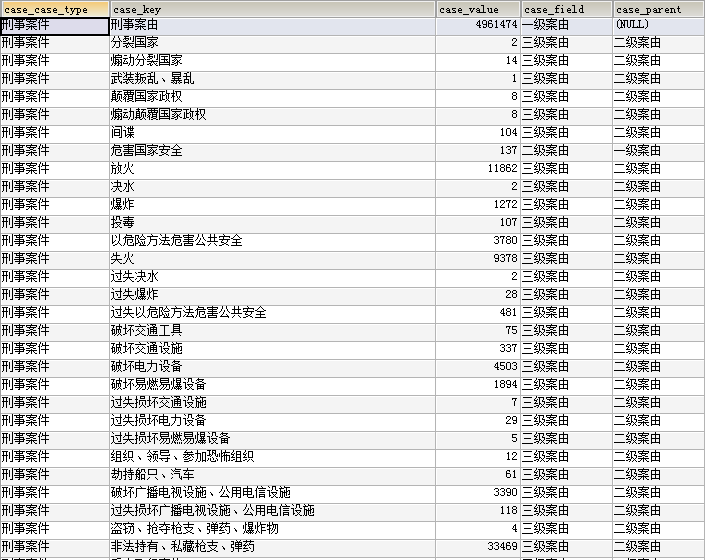 case_case_type case_key case_value case_field case_parent
刑事案件 刑事案由 4961474 一级案由 (NULL)
刑事案件 分裂国家 2 三级案由 二级案由
刑事案件 煽动分裂国家 14 三级案由 二级案由
刑事案件 武装叛乱、暴乱 1 三级案由 二级案由
刑事案件 颠覆国家政权 8 三级案由 二级案由
刑事案件 煽动颠覆国家政权 8 三级案由 二级案由
刑事案件 间谍 104 三级案由 二级案由
刑事案件 危害国家安全 137 二级案由 一级案由
刑事案件 放火 11862 三级案由 二级案由
刑事案件 决水 2 三级案由 二级案由
刑事案件 爆炸 1272 三级案由 二级案由
刑事案件 投毒 107 三级案由 二级案由
刑事案件 以危险方法危害公共安全 3780 三级案由 二级案由
刑事案件 失火 9378 三级案由 二级案由
刑事案件 过失决水 2 三级案由 二级案由
刑事案件 过失爆炸 28 三级案由 二级案由
刑事案件 过失以危险方法危害公共安全 481 三级案由 二级案由
刑事案件 破坏交通工具 75 三级案由 二级案由
刑事案件 破坏交通设施 337 三级案由 二级案由
刑事案件 破坏电力设备 4503 三级案由 二级案由
刑事案件 破坏易燃易爆设备 1894 三级案由 二级案由
刑事案件 过失损坏交通设施 7 三级案由 二级案由
刑事案件 过失损坏电力设备 29 三级案由 二级案由
刑事案件 过失损坏易燃易爆设备 5 三级案由 二级案由
刑事案件 组织、领导、参加恐怖组织 12 三级案由 二级案由
刑事案件 劫持船只、汽车 61 三级案由 二级案由
刑事案件 破坏广播电视设施、公用电信设施 3390 三级案由 二级案由
刑事案件 过失损坏广播电视设施、公用电信设施 118 三级案由 二级案由
刑事案件 盗窃、抢夺枪支、弹药、爆炸物 4 三级案由 二级案由
刑事案件 非法持有、私藏枪支、弹药 33469 三级案由 二级案由